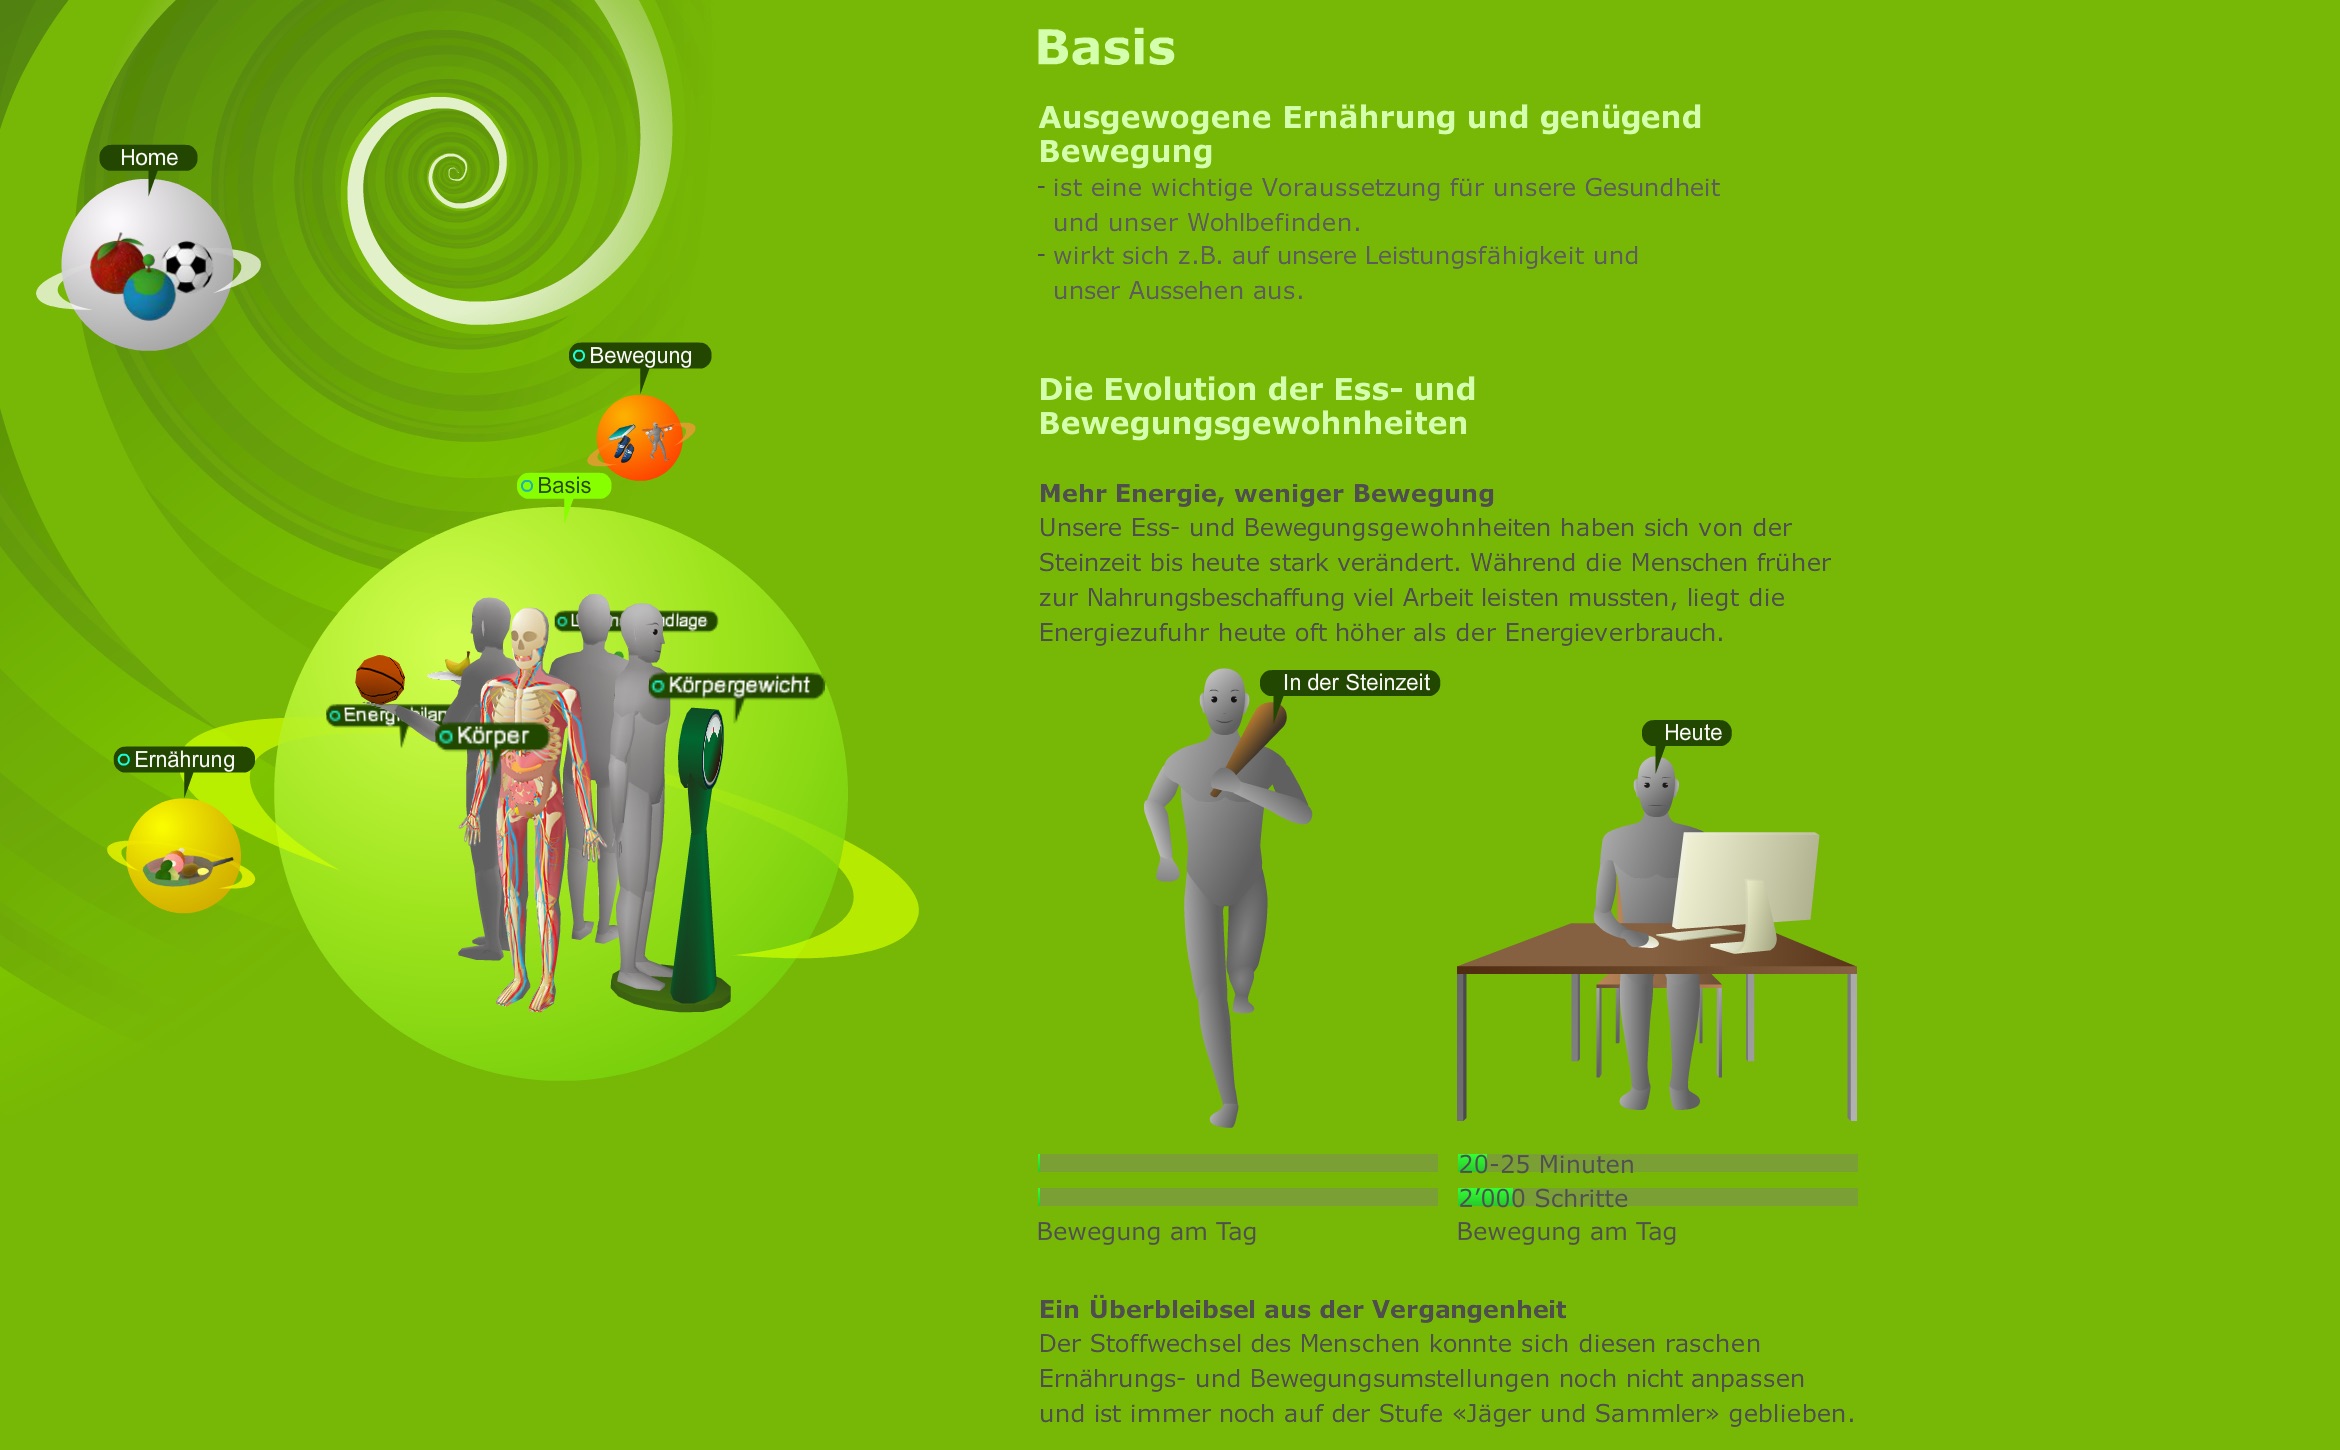 Home
Bewegung
Basis
Körpergewicht
Körper
Ernährung
Basis
Ausgewogene Ernährung und genügend
Bewegung
- ist eine wichtige Voraussetzung für unsere Gesundheit
und unser Wohlbefinden.
- wirkt sich z.B. auf unsere Leistungsfähigkeit und
unser Aussehen aus.
Die Evolution der Ess- und
Bewegungsgewohnheiten
Mehr Energie, weniger Bewegung
Unsere Ess- und Bewegungsgewohnheiten haben sich von der
Steinzeit bis heute stark verändert. Während die Menschen früher
zur Nahrungsbeschaffung viel Arbeit leisten mussten, liegt die
Energiezufuhr heute oft höher als der Energieverbrauch.
In der Steinzeit
Heute
20-25 Minuten
2’000 Schritte
Bewegung am Tag
Bewegung am Tag
Ein Überbleibsel aus der Vergangenheit
Der Stoffwechsel des Menschen konnte sich diesen raschen
Ernährungs- und Bewegungsumstellungen noch nicht anpassen
und ist immer noch auf der Stufe «Jäger und Sammler» geblieben.